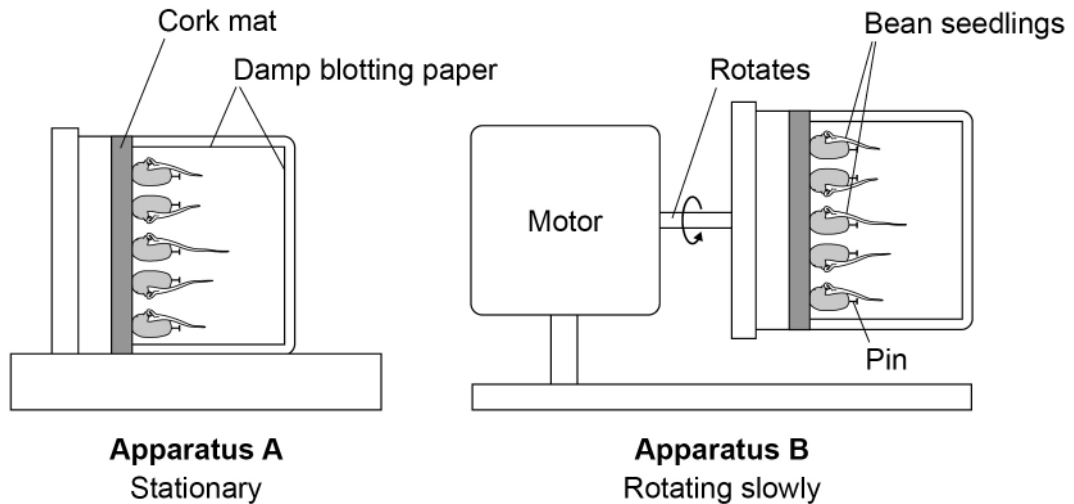 Cork mat
Damp blotting paper
Bean seedlings
Rotates
Motor
Pin
Apparatus A
Stationary
Apparatus B
Rotating slowly